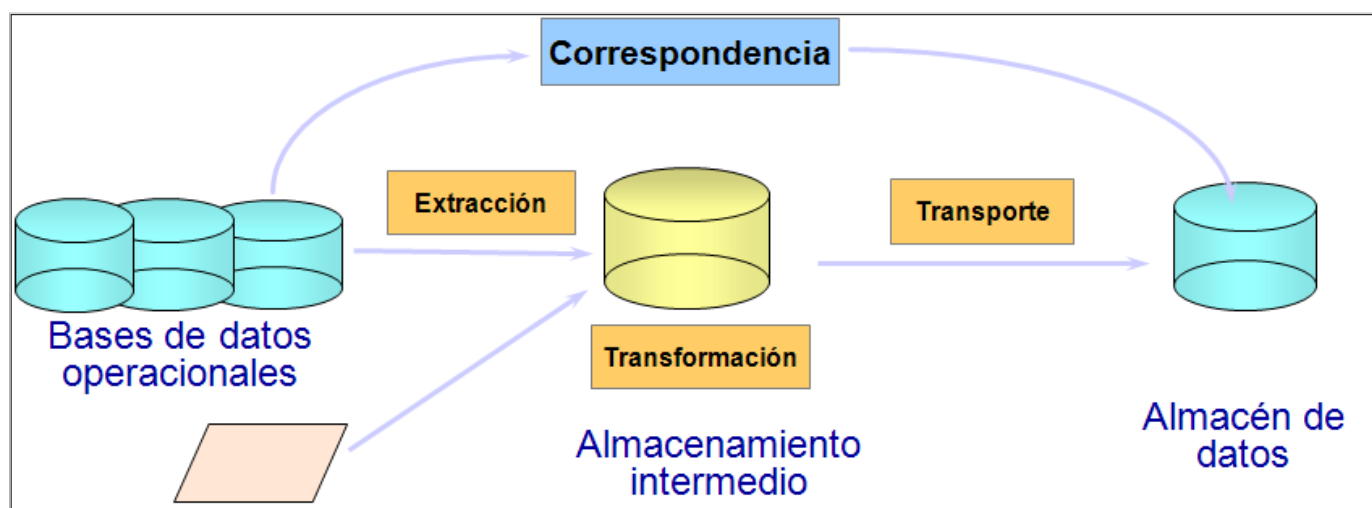 Correspondencia
Extracción
Transporte
Bases de datos
operacionales
Transformación
Almacenamiento
intermedio
Almacén de
datos